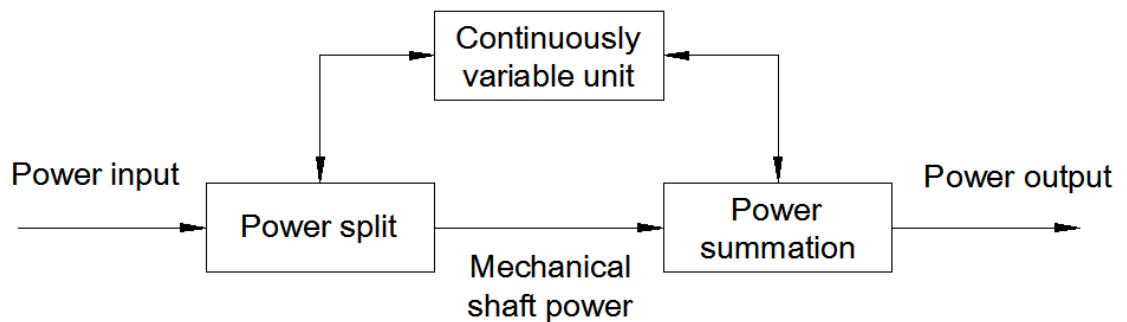 Continuously
variable unit
Power input
Power split
Mechanical
shaft power
Power
summation
Power output